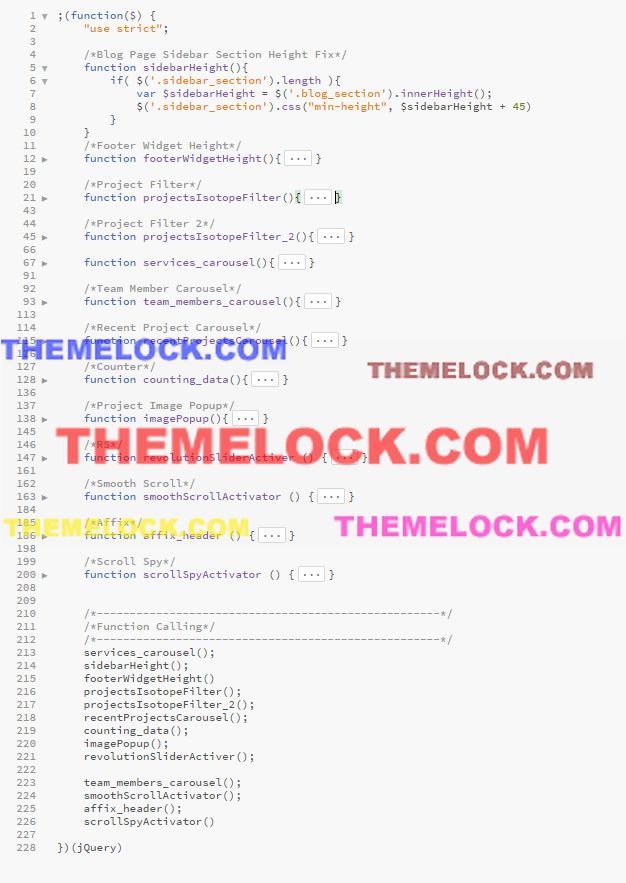 1 ;(function($) {
2 "use strict";
3
4 /*Blog Page Sidebar Section Height Fix*/
5 function sidebarHeight(){
6 if( $('.sidebar_section').length ){
7 var $sidebarHeight = $('.blog_section').innerHeight();
8 $('.sidebar_section').css("min-height", $sidebarHeight + 45)
9 }
10 }
11 /*Footer Widget Height*/
12 function footerWidgetHeight(){ ... }
19
20 /*Project Filter*/
21 function projectsIsotopeFilter(){ ... }
43
44 /*Project Filter 2*/
45 function projectsIsotopeFilter_2(){ ... }
66
67 function services_carousel(){ ... }
91
92 /*Team Member Carousel*/
93 function team_members_carousel(){ ... }
113
114 /*Recent Project Carousel*/
115 function recentProjectsCarousel(){ ... }
THEMELOCK.COM
126
127 /*Counter*/
THEMELOCK.COM
128 function counting_data(){ ... }
136
137 /*Project Image Popup*/
138 function imagePopup(){ ... }
145
146 /*RS*/
THEMELOCK.COM
147 function revolutionSliderActiver () { ... }
161
162 /*Smooth Scroll*/
163 function smoothScrollActivator () { ... }
184
185 /*Affix*/
THEMELOCK.COM
THEMELOCK.COM
186 function affix_header () { ... }
198
199 /*Scroll Spy*/
200 function scrollSpyActivator () { ... }
208
209
210 /*----------------------------------------------------*/
211 /*Function Calling*/
212 /*----------------------------------------------------*/
213 services_carousel();
214 sidebarHeight();
215 footerWidgetHeight()
216 projectsIsotopeFilter();
217 projectsIsotopeFilter_2();
218 recentProjectsCarousel();
219 counting_data();
220 imagePopup();
221 revolutionSliderActiver();
222
223 team_members_carousel();
224 smoothScrollActivator();
225 affix_header();
226 scrollSpyActivator()
227
228 })(jQuery)